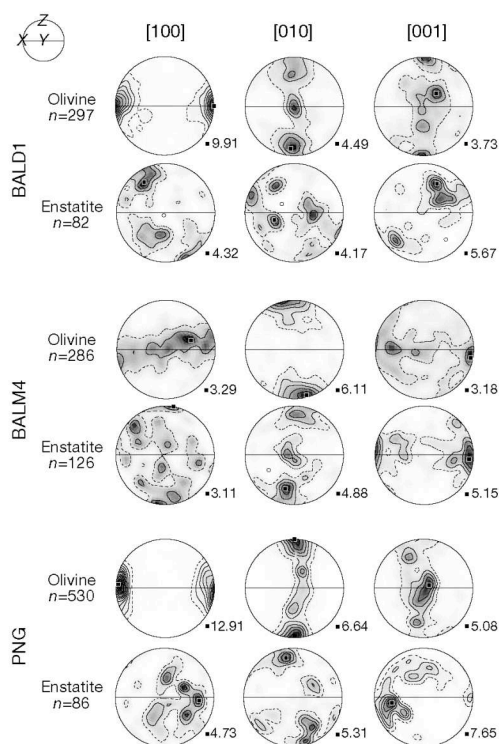 Z
X Y
[100] [010] [001]
BALD1
Olivine
n=297
9.91 4.49 3.73
Enstatite
n=82
4.32 4.17 5.67
BALM4
Olivine
n=286
3.29 6.11 3.18
Enstatite
n=126
3.11 4.88 5.15
PNG
Olivine
n=530
12.91 6.64 5.08
Enstatite
n=86
4.73 5.31 7.65